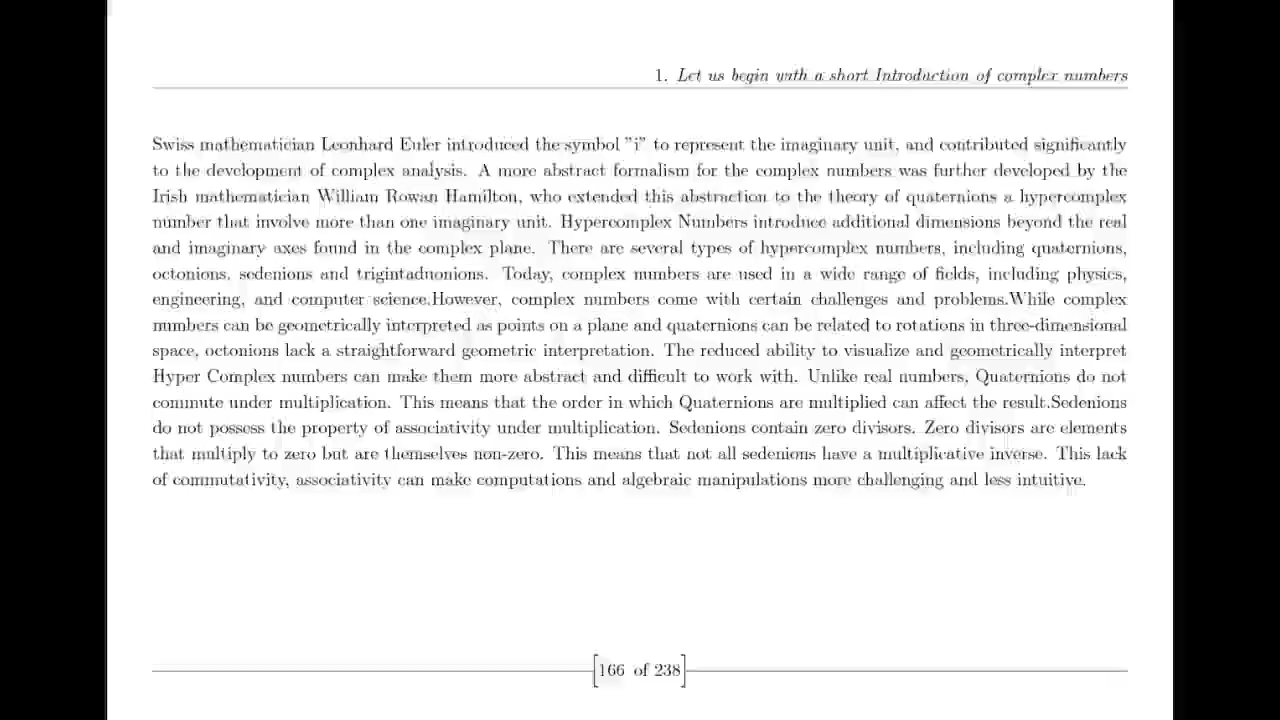 1. Let us begin with a short Introduction of complex numbers
Swiss mathematician Leonhard Euler introduced the symbol "i" to represent the imaginary unit, and contributed significantly
to the development of complex analysis. A more abstract formalism for the complex numbers was further developed by the
Irish mathematician William Rowan Hamilton, who extended this abstraction to the theory of quaternions a hypercomplex
number that involve more than one imaginary unit. Hypercomplex Numbers introduce additional dimensions beyond the real
and imaginary axes found in the complex plane. There are several types of hypercomplex numbers, including quaternions,
octonions, sedenions and trigintaduonions. Today, complex numbers are used in a wide range of fields, including physics,
engineering, and computer science.However, complex numbers come with certain challenges and problems.While complex
numbers can be geometrically interpreted as points on a plane and quaternions can be related to rotations in three-dimensional
space, octonions lack a straightforward geometric interpretation. The reduced ability to visualize and geometrically interpret
Hyper Complex numbers can make them more abstract and difficult to work with. Unlike real numbers, Quaternions do not
commute under multiplication. This means that the order in which Quaternions are multiplied can affect the result.Sedenions
do not possess the property of associativity under multiplication. Sedenions contain zero divisors. Zero divisors are elements
that multiply to zero but are themselves non-zero. This means that not all sedenions have a multiplicative inverse. This lack
of commutativity, associativity can make computations and algebraic manipulations more challenging and less intuitive.
166 of 238